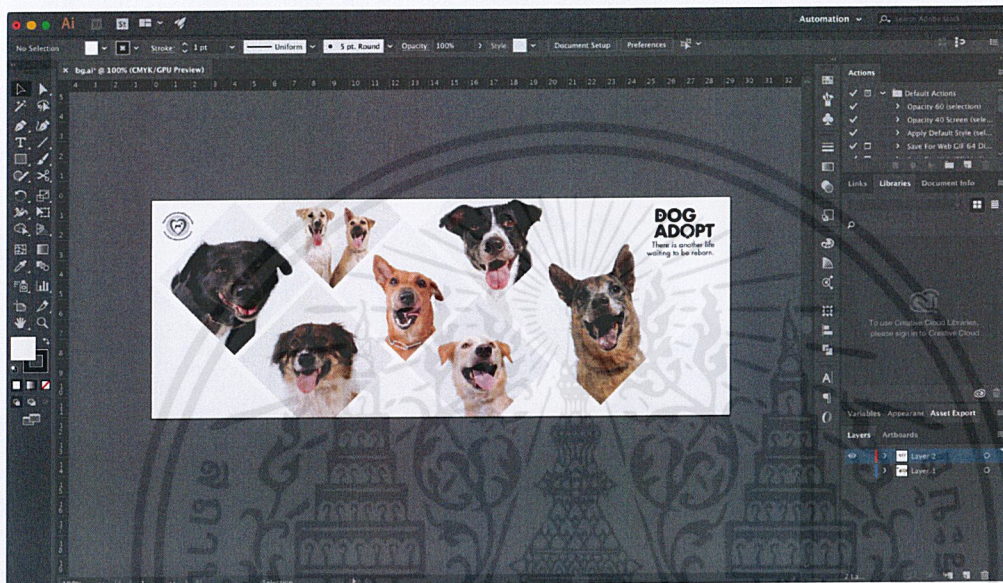 Ai
St
Automation
Search Adobe Stock
No Selection
Stroke:
1 pt
Uniform
5 pt. Round
Opacity
100%
Style
Document Setup
Preferences
× bg.ai* @ 100% (CMYK/GPU Preview)
Actions
Default Actions
Opacity 60 (selection)
Opacity 40 Screen (sele...
Apply Default Style (sel...
Save For Web GIF 64 Di...
Links
Libraries
Document Info
DOG
ADOPT
There is another life
waiting to be reborn.
To use Creative Cloud Libraries,
please sign in to Creative Cloud
Variables
Appearan
Asset Export
Layers
Artboards
Layer 2
Layer 1